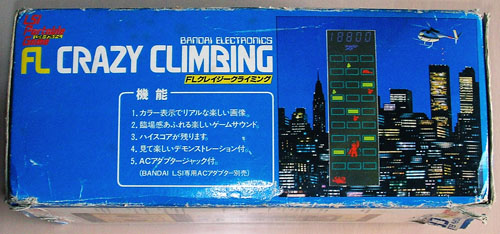 LSI
Portable
Game
BANDAI ELECTRONICS
FL CRAZY CLIMBING
FLクレイジークライミング
18800
機能
1. カラー表示でリアルな楽しい画像。
2. 臨場感あふれる楽しいゲームサウンド。
3. ハイスコアが残ります。
4. 見て楽しいデモンストレーション付。
5. ACアダプタージャック付。
(BANDAI LSI専用ACアダプター別売)